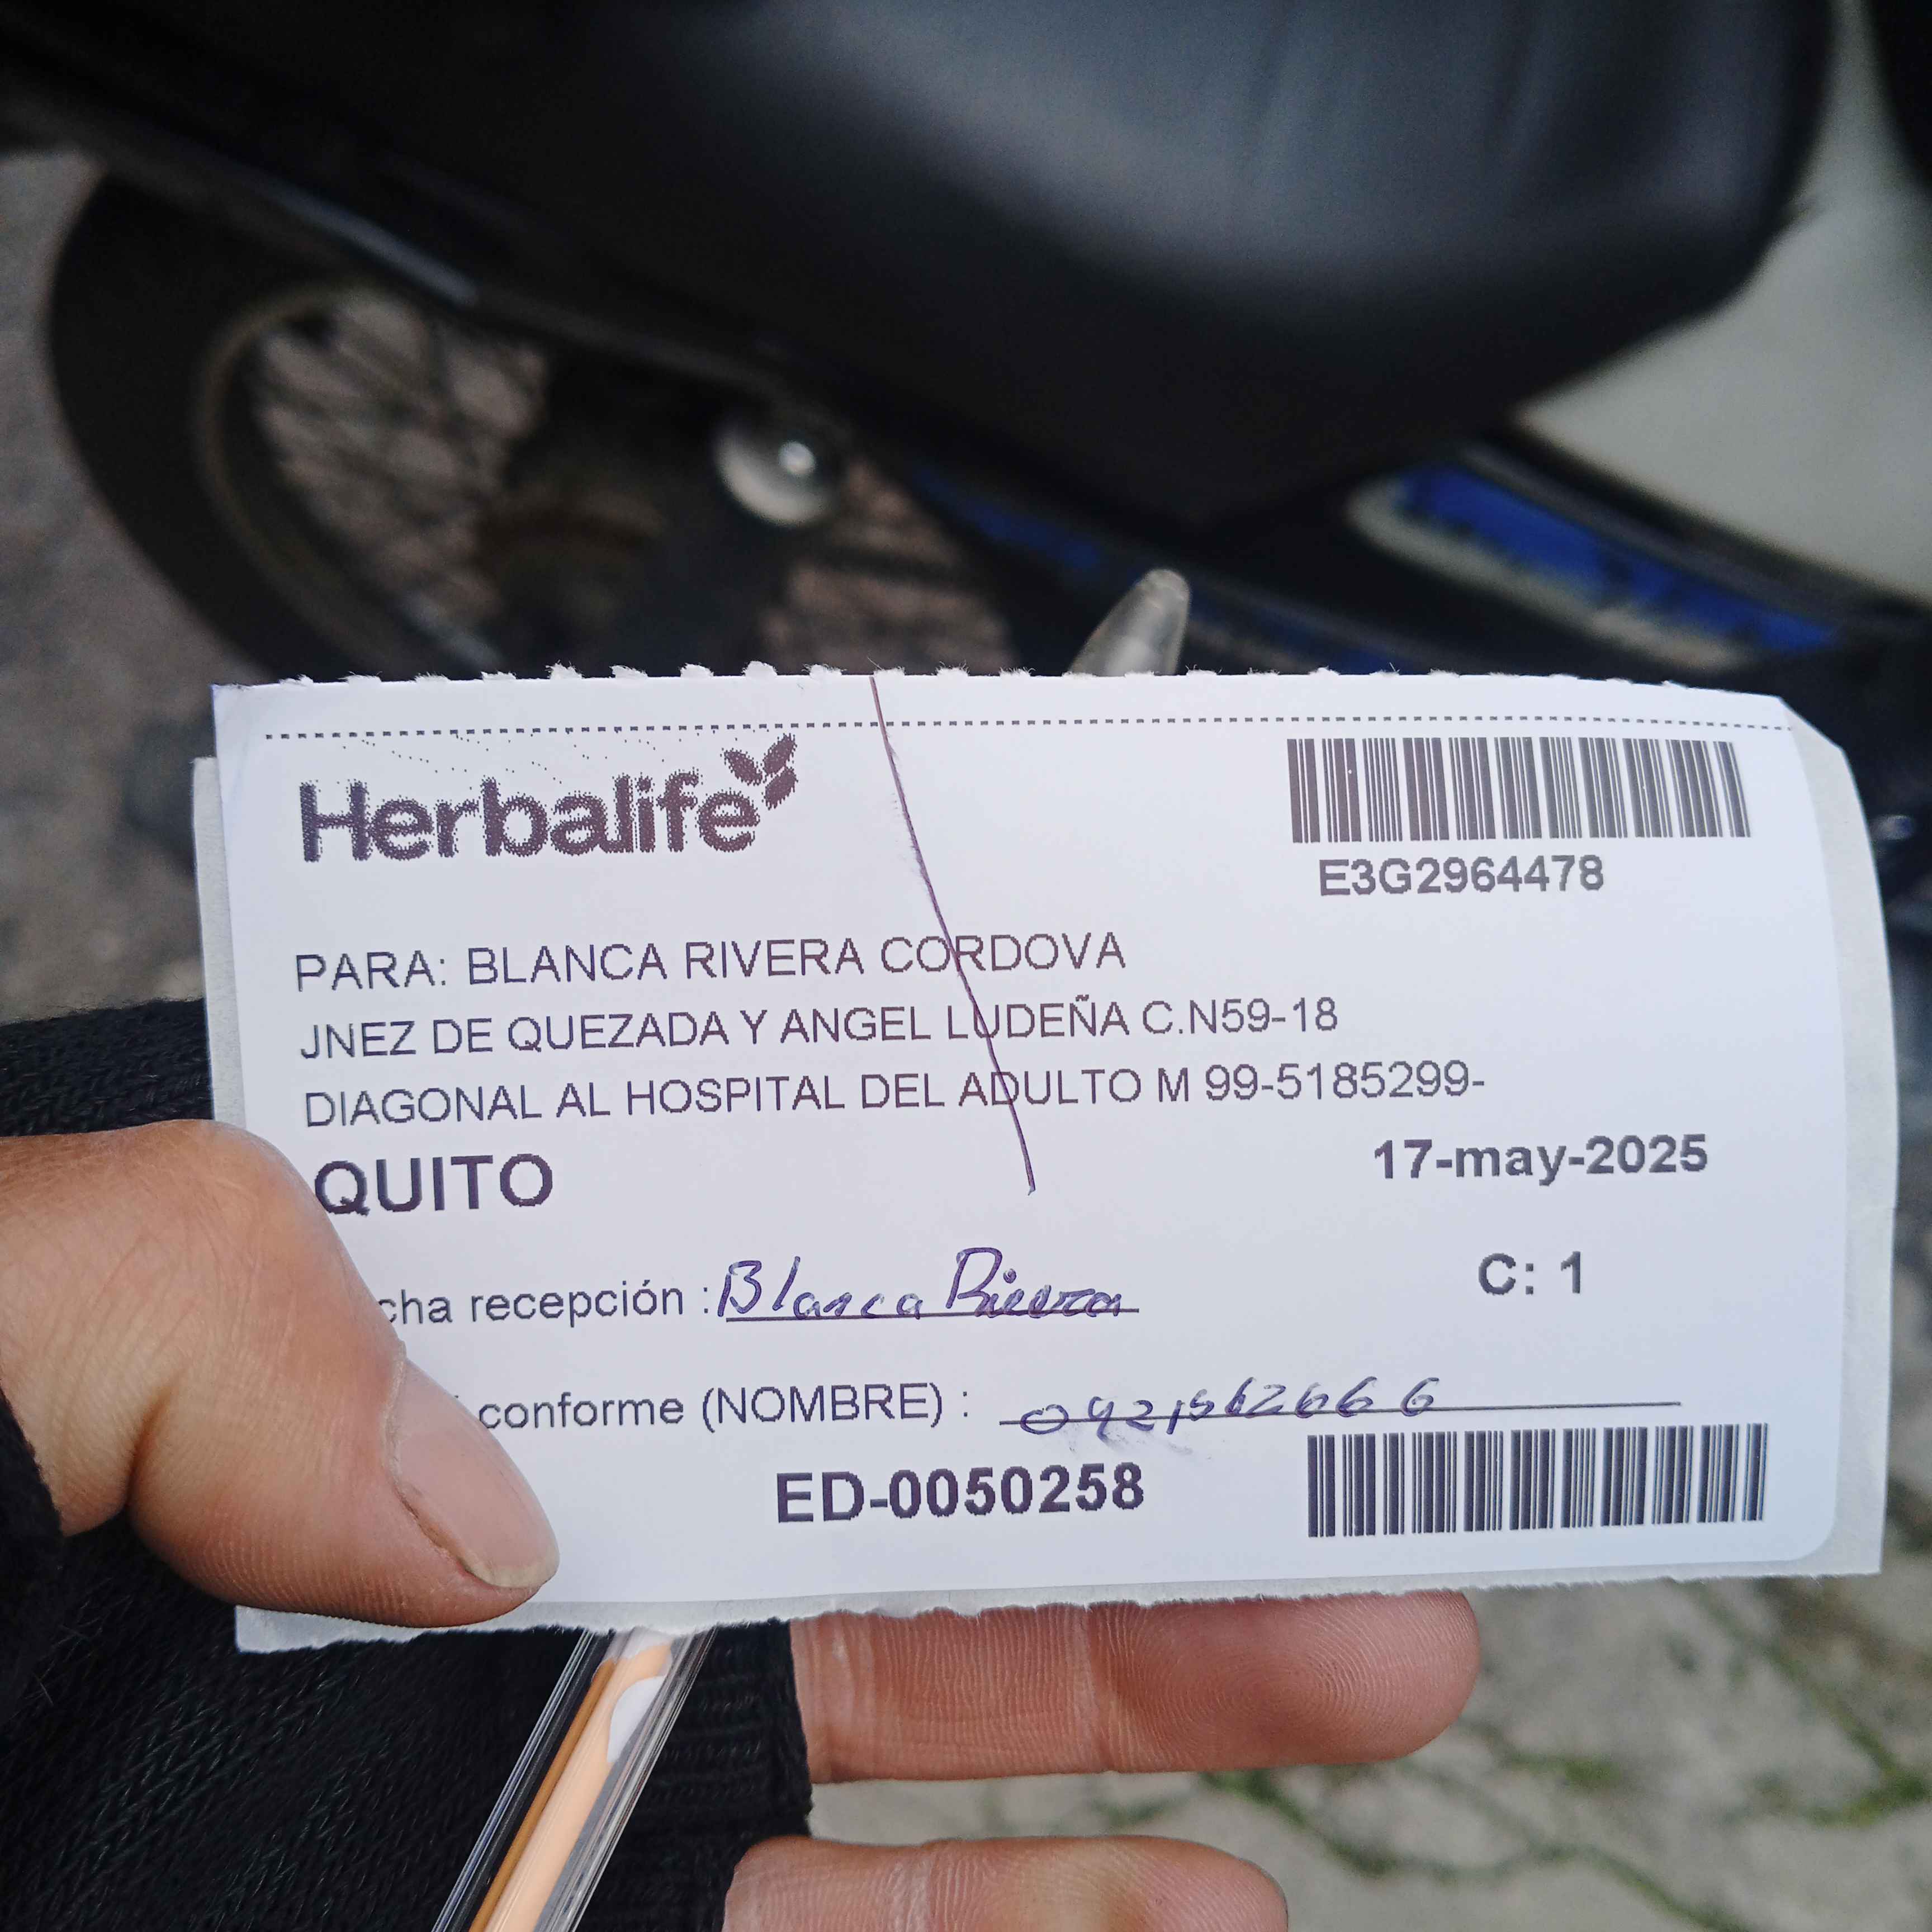 Herbalife
E3G2964478
PARA: BLANCA RIVERA CORDOVA
JNEZ DE QUEZADA Y ANGEL LUDEÑA C.N59-18
DIAGONAL AL HOSPITAL DEL ADULTO M 99-5185299-
QUITO
17-may-2025
cha recepción : Blanca Rivera
C: 1
conforme (NOMBRE) : 0921562666
ED-0050258